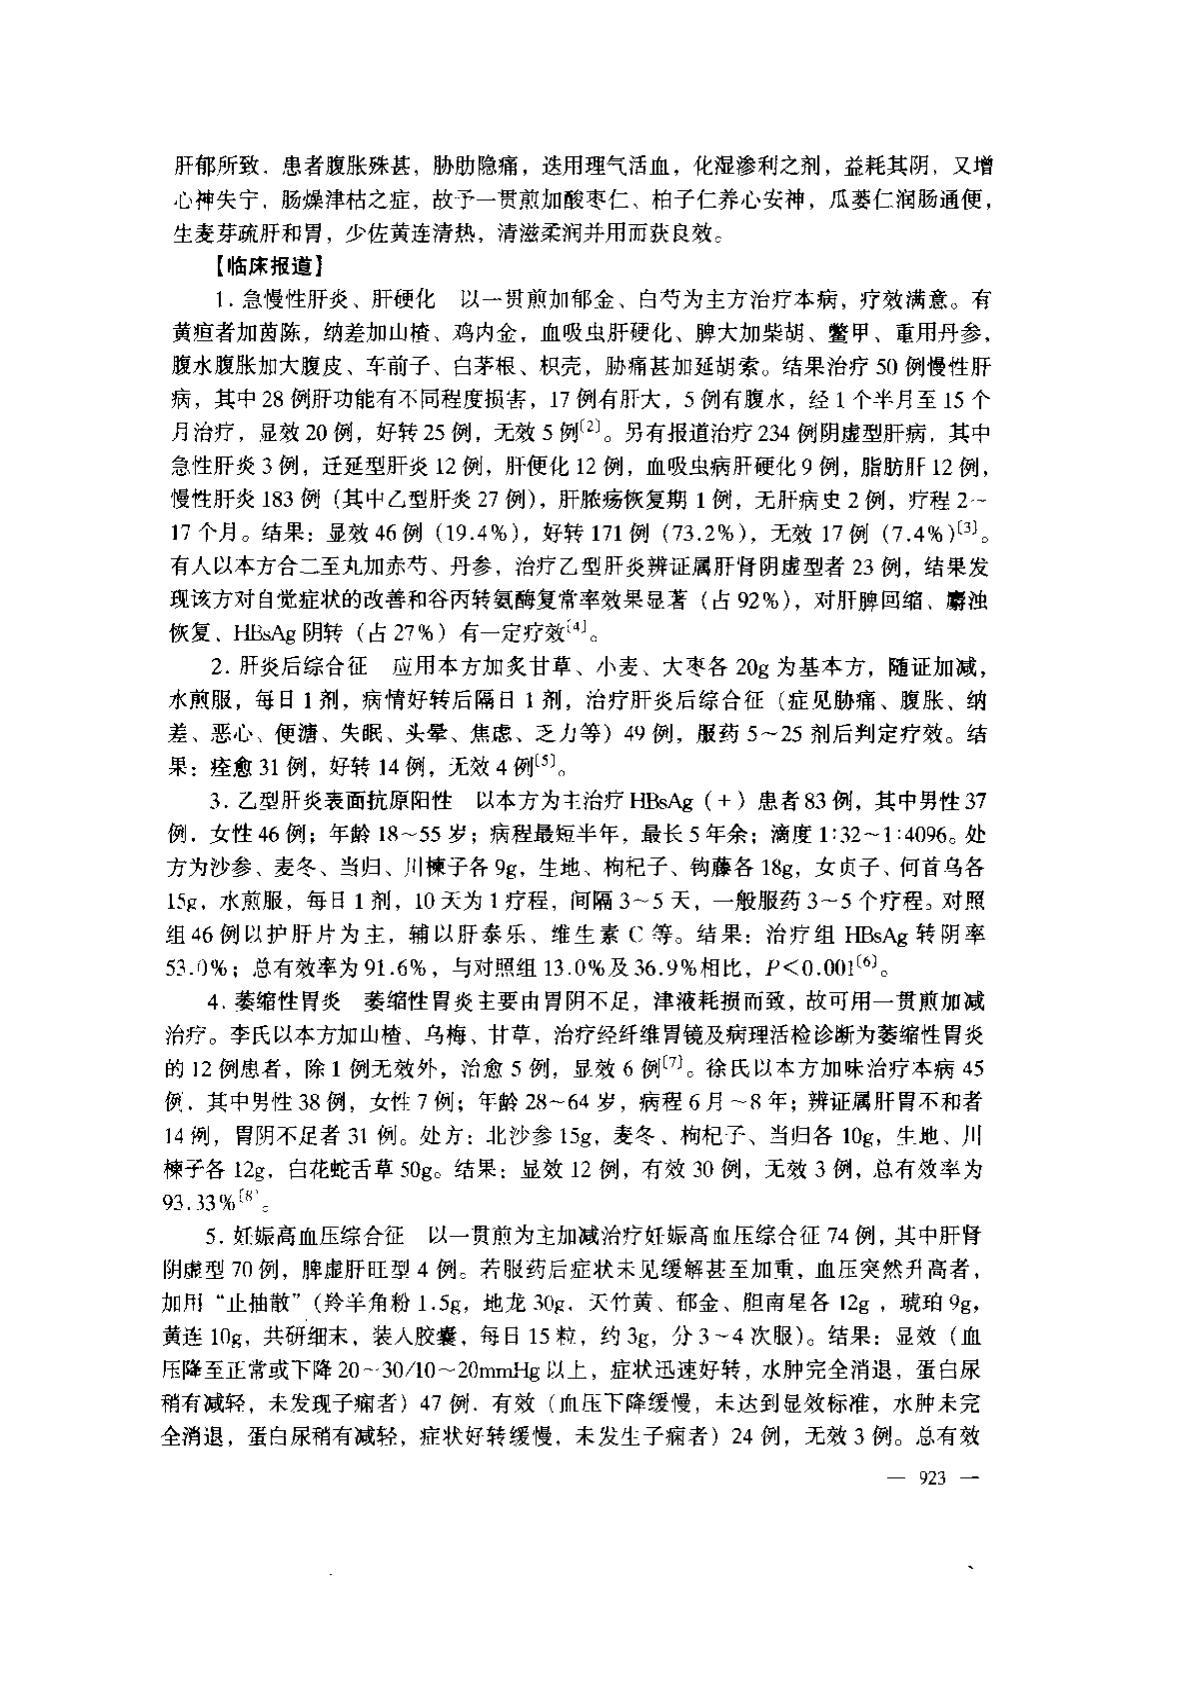 肝郁所致．患者腹胀殊甚，胁肋隐痛，迭用理气活血，化湿渗利之剂，益耗其阴，又增
心神失宁，肠燥津枯之症，故予一贯煎加酸枣仁、柏子仁养心安神，瓜蒌仁润肠通便，
生麦芽疏肝和胃，少佐黄连清热，清滋柔润并用而获良效。
【临床报道】
1. 急慢性肝炎、肝硬化　以一贯煎加郁金、白芍为主方治疗本病，疗效满意。有
黄疸者加茵陈，纳差加山楂、鸡内金，血吸虫肝硬化、脾大加柴胡、鳖甲、重用丹参，
腹水腹胀加大腹皮、车前子、白茅根、枳壳，胁痛甚加延胡索。结果治疗 50 例慢性肝
病，其中 28 例肝功能有不同程度损害，17 例有肝大，5 例有腹水，经 1 个半月至 15 个
月治疗，显效 20 例，好转 25 例，无效 5 例〔2〕。另有报道治疗 234 例阴虚型肝病，其中
急性肝炎 3 例，迁延型肝炎 12 例，肝便化 12 例，血吸虫病肝硬化 9 例，脂肪肝 12 例，
慢性肝炎 183 例（其中乙型肝炎 27 例），肝脓疡恢复期 1 例，无肝病史 2 例，疗程 2～
17 个月。结果：显效 46 例（19.4%），好转 171 例（73.2%），无效 17 例（7.4%）〔3〕。
有人以本方合二至丸加赤芍、丹参，治疗乙型肝炎辨证属肝肾阴虚型者 23 例，结果发
现该方对自觉症状的改善和谷丙转氨酶复常率效果显著（占 92%），对肝脾回缩、麝浊
恢复、HBsAg 阴转（占 27%）有一定疗效〔4〕。
2. 肝炎后综合征　应用本方加炙甘草、小麦、大枣各 20g 为基本方，随证加减，
水煎服，每日 1 剂，病情好转后隔日 1 剂，治疗肝炎后综合征（症见胁痛、腹胀、纳
差、恶心、便溏、失眠、头晕、焦虑、乏力等）49 例，服药 5～25 剂后判定疗效。结
果：痊愈 31 例，好转 14 例，无效 4 例〔5〕。
3. 乙型肝炎表面抗原阳性　以本方为主治疗 HBsAg（+）患者 83 例，其中男性 37
例，女性 46 例；年龄 18～55 岁；病程最短半年，最长 5 年余；滴度 1:32～1:4096。处
方为沙参、麦冬、当归、川楝子各 9g，生地、枸杞子、钩藤各 18g，女贞子、何首乌各
15g，水煎服，每日 1 剂，10 天为 1 疗程，间隔 3～5 天，一般服药 3～5 个疗程。对照
组 46 例以护肝片为主，辅以肝泰乐、维生素 C 等。结果：治疗组 HBsAg 转阴率
53.0%；总有效率为 91.6%，与对照组 13.0%及 36.9%相比，P＜0.001〔6〕。
4. 萎缩性胃炎　萎缩性胃炎主要由胃阴不足，津液耗损而致，故可用一贯煎加减
治疗。李氏以本方加山楂、乌梅、甘草，治疗经纤维胃镜及病理活检诊断为萎缩性胃炎
的 12 例患者，除 1 例无效外，治愈 5 例，显效 6 例〔7〕。徐氏以本方加味治疗本病 45
例．其中男性 38 例，女性 7 例；年龄 28～64 岁，病程 6 月～8 年；辨证属肝胃不和者
14 例，胃阴不足者 31 例。处方：北沙参 15g，麦冬、枸杞子、当归各 10g，生地、川
楝子各 12g，白花蛇舌草 50g。结果：显效 12 例，有效 30 例，无效 3 例，总有效率为
93.33%〔8〕。
5. 妊娠高血压综合征　以一贯煎为主加减治疗妊娠高血压综合征 74 例，其中肝肾
阴虚型 70 例，脾虚肝旺型 4 例。若服药后症状未见缓解甚至加重，血压突然升高者，
加用“止抽散”（羚羊角粉 1.5g，地龙 30g．天竹黄、郁金、胆南星各 12g，琥珀 9g，
黄连 10g，共研细末，装入胶囊，每日 15 粒，约 3g，分 3～4 次服）。结果：显效（血
压降至正常或下降 20～30/10～20mmHg 以上，症状迅速好转，水肿完全消退，蛋白尿
稍有减轻，未发现子痫者）47 例．有效（血压下降缓慢，未达到显效标准，水肿未完
全消退，蛋白尿稍有减轻，症状好转缓慢，未发生子痫者）24 例，无效 3 例。总有效
— 923 —